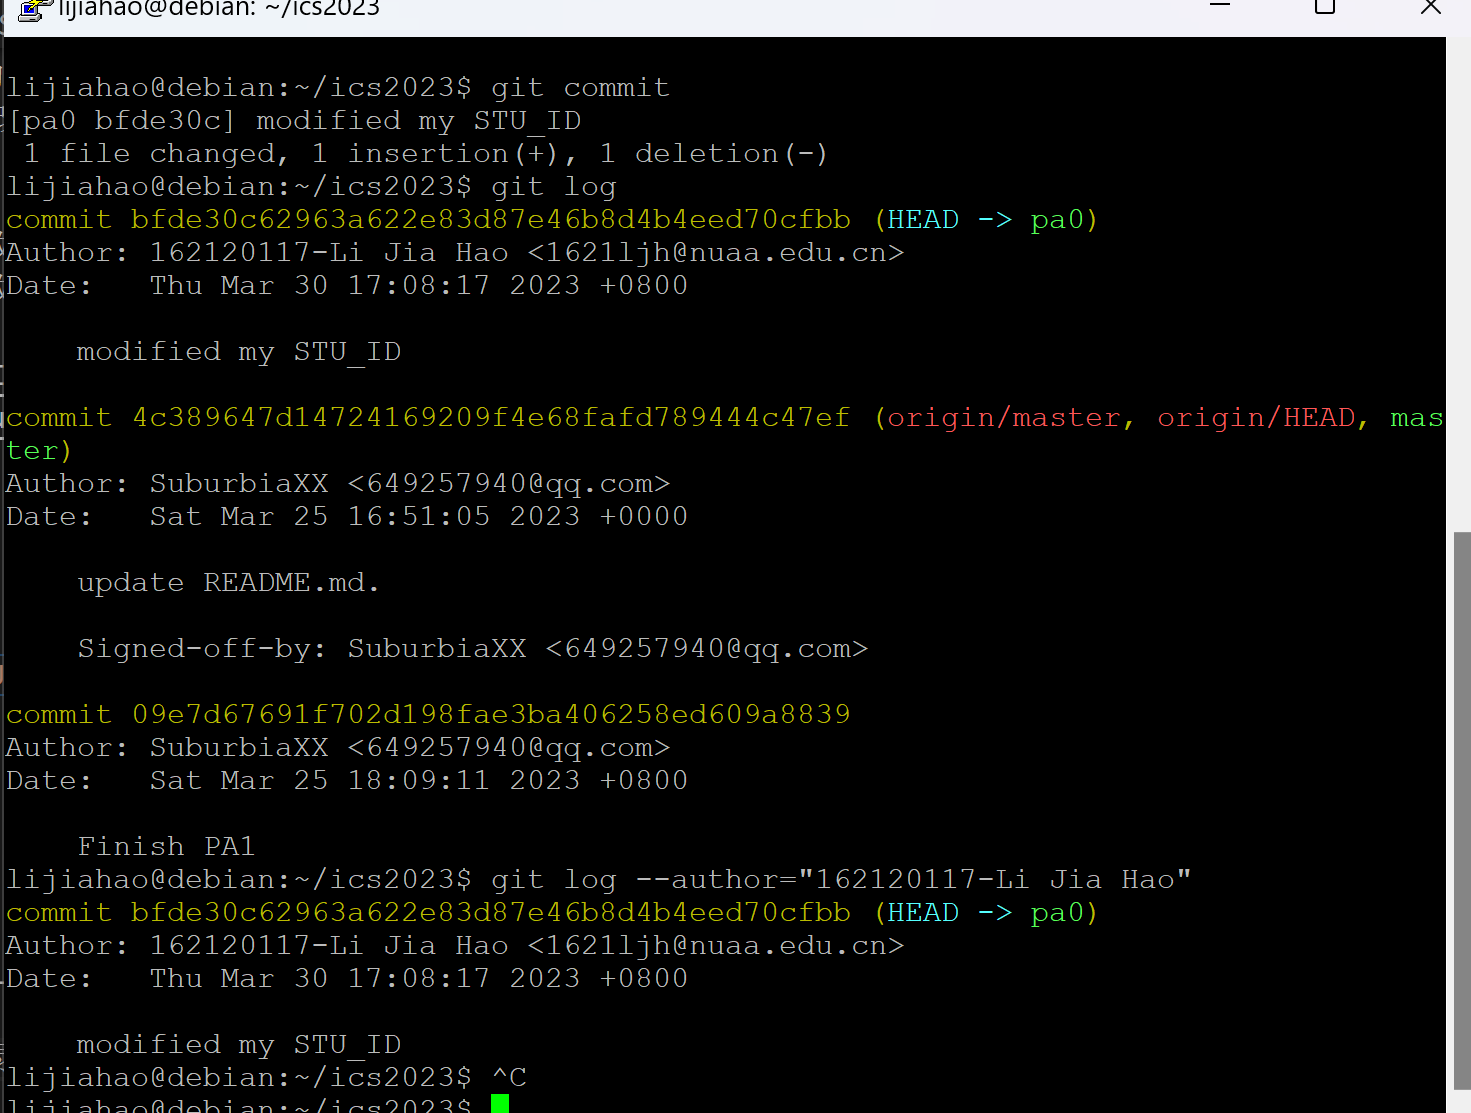 lijiahao@debian: ~/ics2023
lijiahao@debian:~/ics2023$ git commit
[pa0 bfde30c] modified my STU_ID
 1 file changed, 1 insertion(+), 1 deletion(-)
lijiahao@debian:~/ics2023$ git log
commit bfde30c62963a622e83d87e46b8d4b4eed70cfbb (HEAD -> pa0)
Author: 162120117-Li Jia Hao <1621ljh@nuaa.edu.cn>
Date:   Thu Mar 30 17:08:17 2023 +0800
    modified my STU_ID
commit 4c389647d14724169209f4e68fafd789444c47ef (origin/master, origin/HEAD, mas
ter)
Author: SuburbiaXX <649257940@qq.com>
Date:   Sat Mar 25 16:51:05 2023 +0000
    update README.md.
    Signed-off-by: SuburbiaXX <649257940@qq.com>
commit 09e7d67691f702d198fae3ba406258ed609a8839
Author: SuburbiaXX <649257940@qq.com>
Date:   Sat Mar 25 18:09:11 2023 +0800
    Finish PA1
lijiahao@debian:~/ics2023$ git log --author="162120117-Li Jia Hao"
commit bfde30c62963a622e83d87e46b8d4b4eed70cfbb (HEAD -> pa0)
Author: 162120117-Li Jia Hao <1621ljh@nuaa.edu.cn>
Date:   Thu Mar 30 17:08:17 2023 +0800
    modified my STU_ID
lijiahao@debian:~/ics2023$ ^C
lijiahao@debian:~/ics2023$